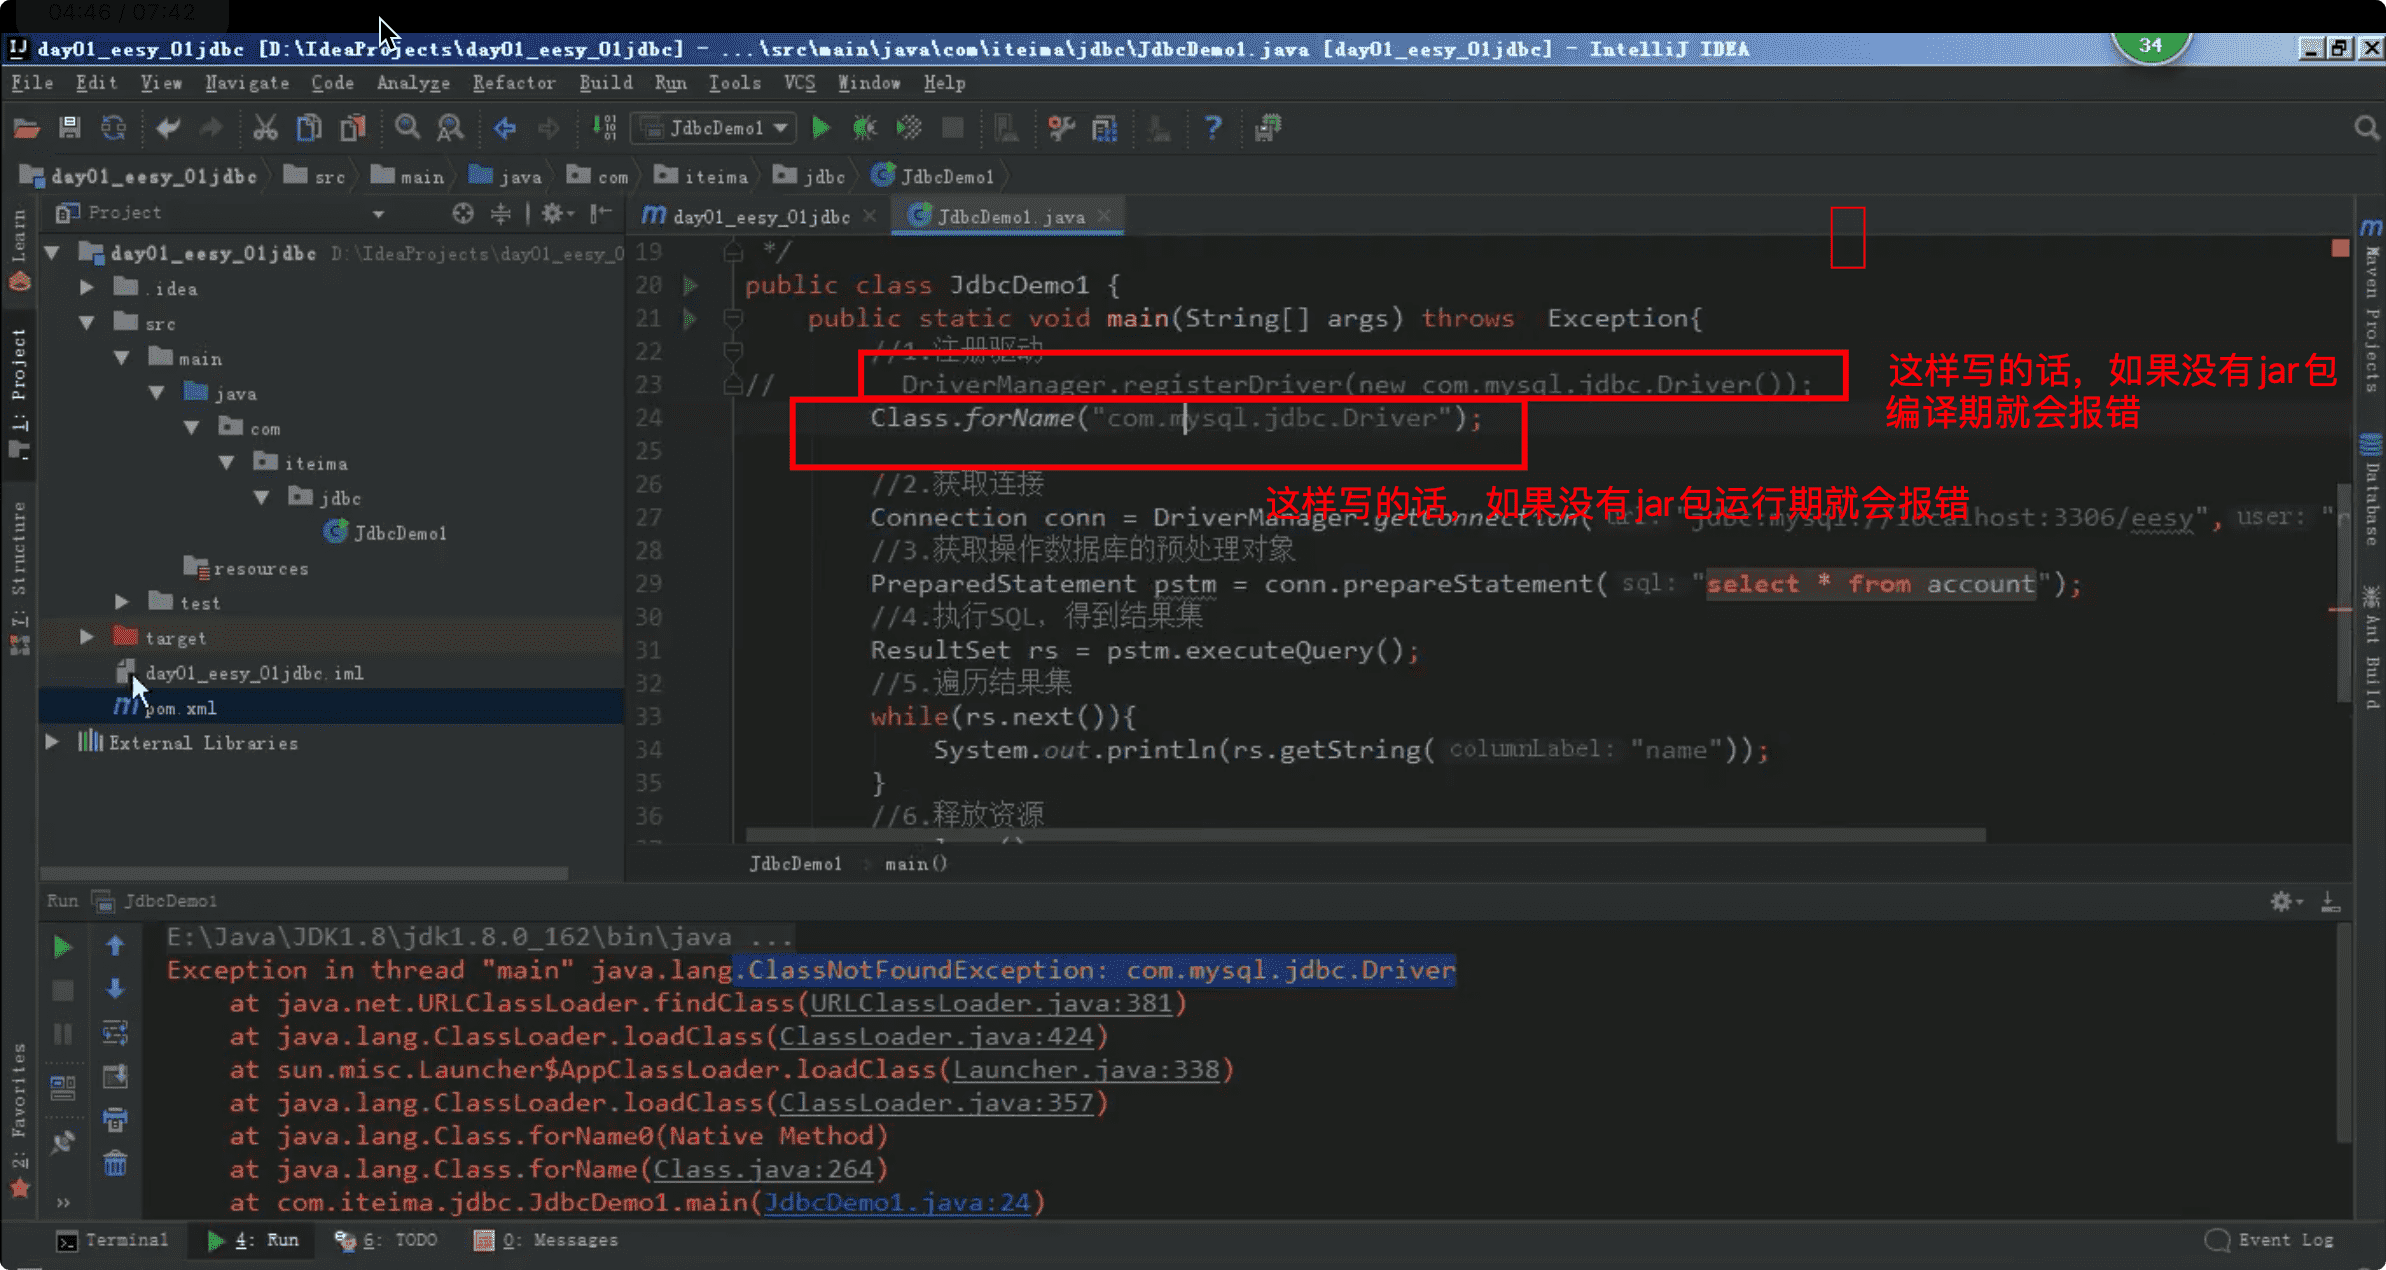 04:46 / 07:42
day01_eesy_01jdbc [D:\IdeaProjects\day01_eesy_01jdbc] - ...\src\main\java\com\iteima\jdbc\JdbcDemo1.java [day01_eesy_01jdbc] - IntelliJ IDEA
34
File Edit View Navigate Code Analyze Refactor Build Run Tools VCS Window Help
JdbcDemo1
day01_eesy_01jdbc src main java com iteima jdbc JdbcDemo1
Project
day01_eesy_01jdbc JdbcDemo1.java
Learn
1: Project
7: Structure
2: Favorites
Maven Projects
Database
Ant Build
day01_eesy_01jdbc D:\IdeaProjects\day01_eesy_0
.idea
src
main
java
com
iteima
jdbc
JdbcDemo1
resources
test
target
day01_eesy_01jdbc.iml
pom.xml
External Libraries
19 */
20 public class JdbcDemo1 {
21 public static void main(String[] args) throws Exception{
22 //1.注册驱动
23 // DriverManager.registerDriver(new com.mysql.jdbc.Driver());
这样写的话，如果没有jar包
编译期就会报错
24 Class.forName("com.mysql.jdbc.Driver");
25
26 //2.获取连接
这样写的话，如果没有jar包运行期就会报错
27 Connection conn = DriverManager.getConnection( url: "jdbc:mysql://localhost:3306/eesy", user: "r
28 //3.获取操作数据库的预处理对象
29 PreparedStatement pstm = conn.prepareStatement( sql: "select * from account");
30 //4.执行SQL，得到结果集
31 ResultSet rs = pstm.executeQuery();
32 //5.遍历结果集
33 while(rs.next()){
34 System.out.println(rs.getString( columnLabel: "name"));
35 }
36 //6.释放资源
JdbcDemo1 main()
Run JdbcDemo1
E:\Java\JDK1.8\jdk1.8.0_162\bin\java ...
Exception in thread "main" java.lang.ClassNotFoundException: com.mysql.jdbc.Driver
at java.net.URLClassLoader.findClass(URLClassLoader.java:381)
at java.lang.ClassLoader.loadClass(ClassLoader.java:424)
at sun.misc.Launcher$AppClassLoader.loadClass(Launcher.java:338)
at java.lang.ClassLoader.loadClass(ClassLoader.java:357)
at java.lang.Class.forName0(Native Method)
at java.lang.Class.forName(Class.java:264)
at com.iteima.jdbc.JdbcDemo1.main(JdbcDemo1.java:24)
Terminal 4: Run 6: TODO 0: Messages Event Log